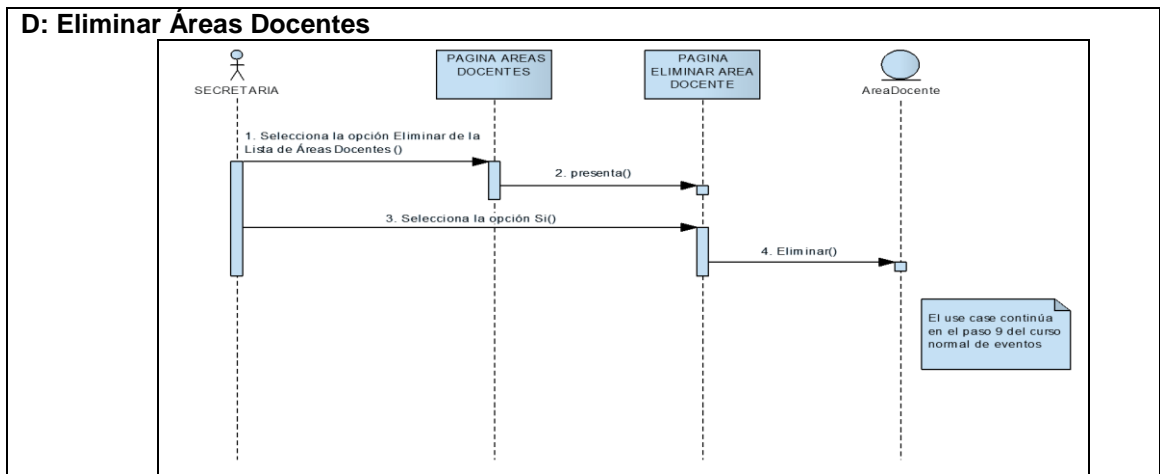 D: Eliminar Áreas Docentes
SECRETARIA
PAGINA AREAS
DOCENTES
PAGINA
ELIMINAR AREA
DOCENTE
AreaDocente
1. Selecciona la opción Eliminar de la
Lista de Áreas Docentes ()
2. presenta()
3. Selecciona la opción Si()
4. Eliminar()
El use case continúa
en el paso 9 del curso
normal de eventos